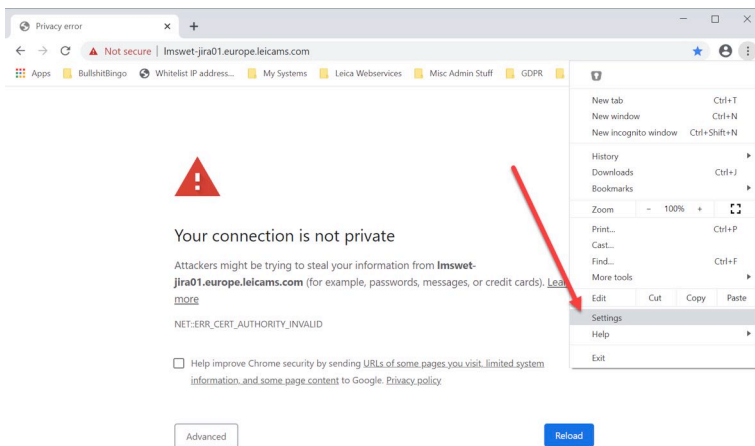 Privacy error
Not secure | lmswet-jira01.europe.leicams.com
Apps BullshitBingo Whitelist IP address... My Systems Leica Webservices Misc Admin Stuff GDPR
New tab Ctrl+T
New window Ctrl+N
New incognito window Ctrl+Shift+N
History
Downloads Ctrl+J
Bookmarks
Zoom - 100% +
Print... Ctrl+P
Cast...
Find... Ctrl+F
More tools
Edit Cut Copy Paste
Settings
Help
Exit
Your connection is not private
Attackers might be trying to steal your information from lmswet-
jira01.europe.leicams.com (for example, passwords, messages, or credit cards). Lea
more
NET::ERR_CERT_AUTHORITY_INVALID
Help improve Chrome security by sending URLs of some pages you visit, limited system
information, and some page content to Google. Privacy policy
Advanced Reload